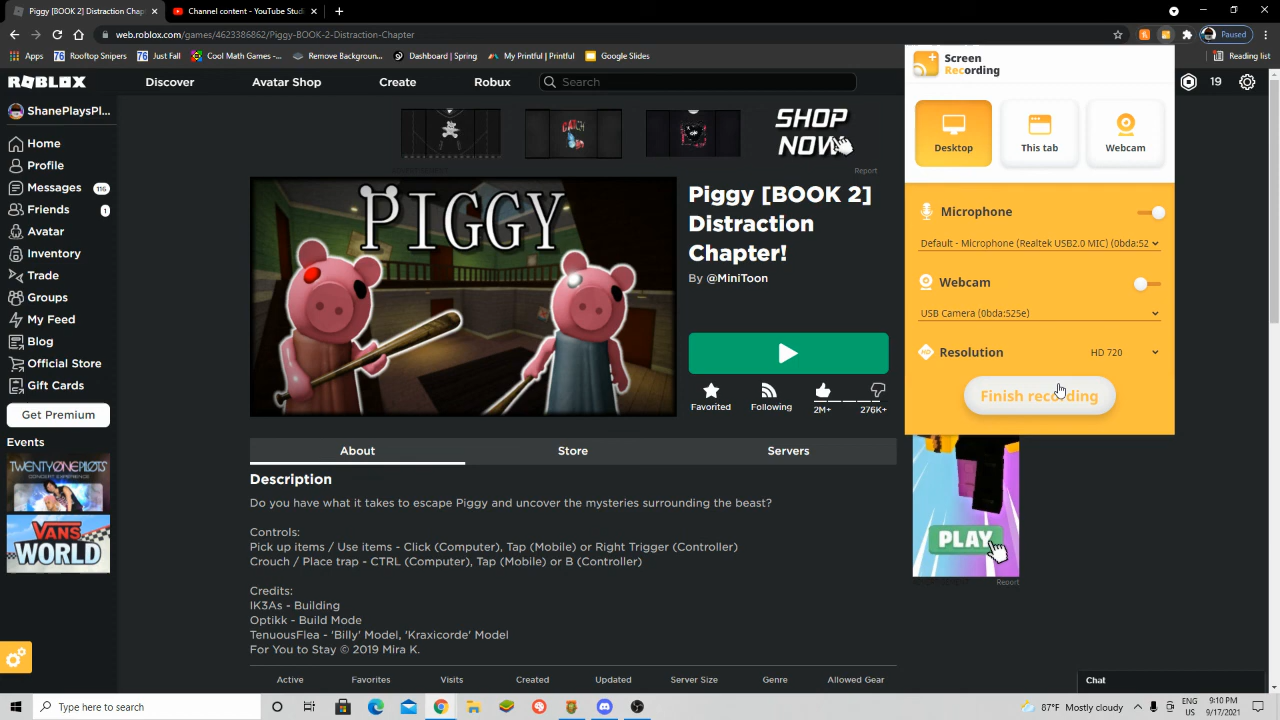 Piggy [BOOK 2] Distraction Chap
Channel content - YouTube Stud
web.roblox.com/games/4623386862/Piggy-BOOK-2-Distraction-Chapter
Paused
Apps
Rooftop Snipers
Just Fall
Cool Math Games -...
Remove Background...
Dashboard | Spring
My Printful | Printful
Google Slides
Reading list
ROBLOX
Discover
Avatar Shop
Create
Robux
Search
19
ShanePlaysYT...
Home
Profile
Messages 116
Friends 1
Avatar
Inventory
Trade
Groups
My Feed
Blog
Official Store
Gift Cards
Get Premium
Events
TWENTY ONE PILOTS
CONCERT EXPERIENCE
VANS
WORLD
SHOP
NOW
Report
PIGGY
Piggy [BOOK 2]
Distraction
Chapter!
By @MiniToon
Favorited
Following
2M+
276K+
About
Store
Servers
Description
Do you have what it takes to escape Piggy and uncover the mysteries surrounding the beast?
Controls:
Pick up items / Use items - Click (Computer), Tap (Mobile) or Right Trigger (Controller)
Crouch / Place trap - CTRL (Computer), Tap (Mobile) or B (Controller)
Credits:
IK3As - Building
Optikk - Build Mode
TenuousFlea - 'Billy' Model, 'Kraxicorde' Model
For You to Stay © 2019 Mira K.
Active
Favorites
Visits
Created
Updated
Server Size
Genre
Allowed Gear
Screen
Recording
Desktop
This tab
Webcam
Microphone
Default - Microphone (Realtek USB2.0 MIC) (0bda:52
Webcam
USB Camera (0bda:525e)
Resolution
HD 720
Finish recording
PLAY
Report
Chat
Type here to search
87°F Mostly cloudy
ENG
US
9:10 PM
9/17/2021